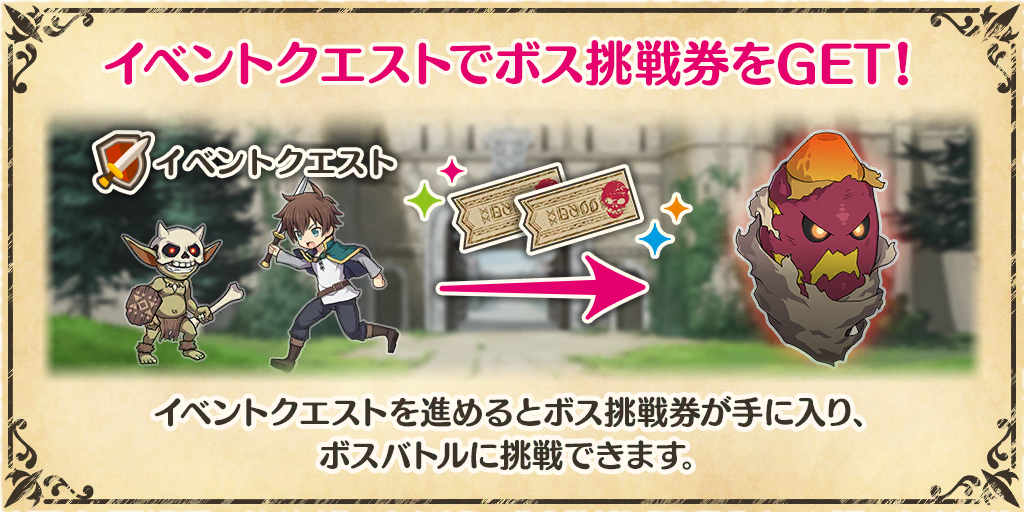 イベントクエストでボス挑戦券をGET!
イベントクエスト
イベントクエストを進めるとボス挑戦券が手に入り、
ボスバトルに挑戦できます。